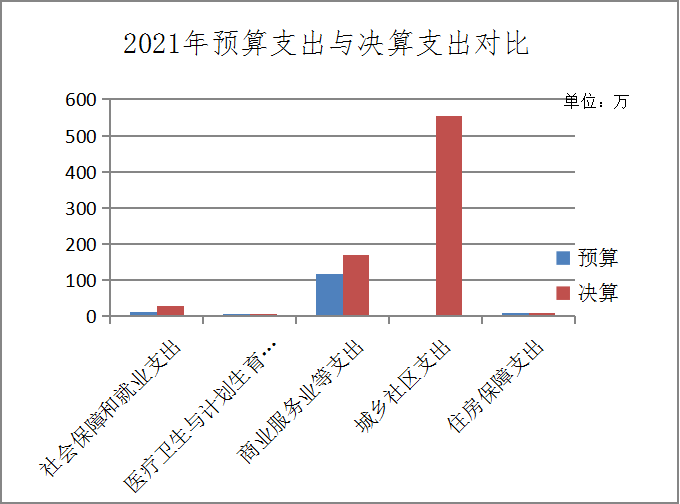 2021年预算支出与决算支出对比
单位：万
600
500
400
300
200
100
0
预算
决算
社会保障和就业支出
医疗卫生与计划生育…
商业服务业等支出
城乡社区支出
住房保障支出